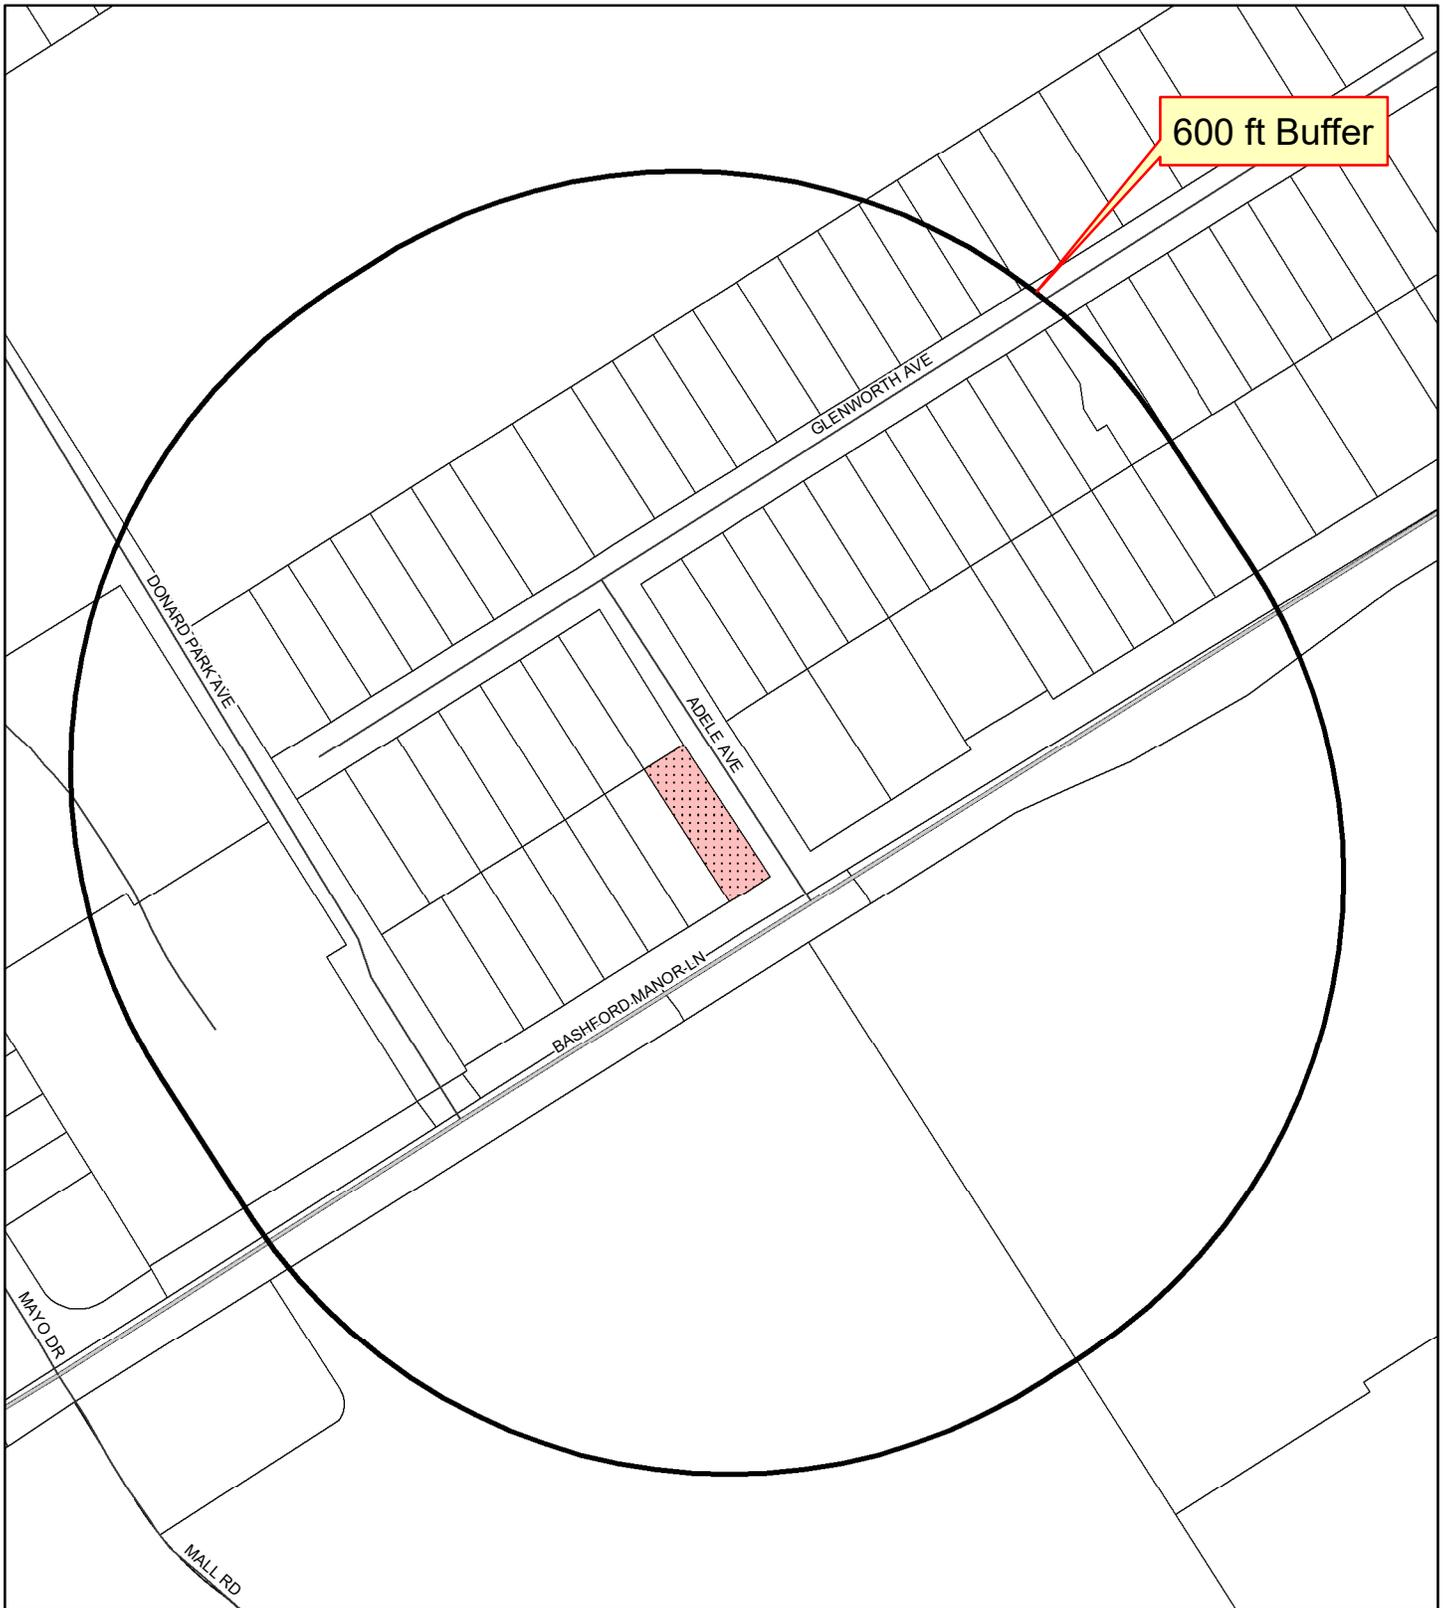 600 ft Buffer
GLENWORTH AVE
DONARD PARK AVE
ADELE AVE
BASHFORD MANOR LN
MAYO DR
MALL RD